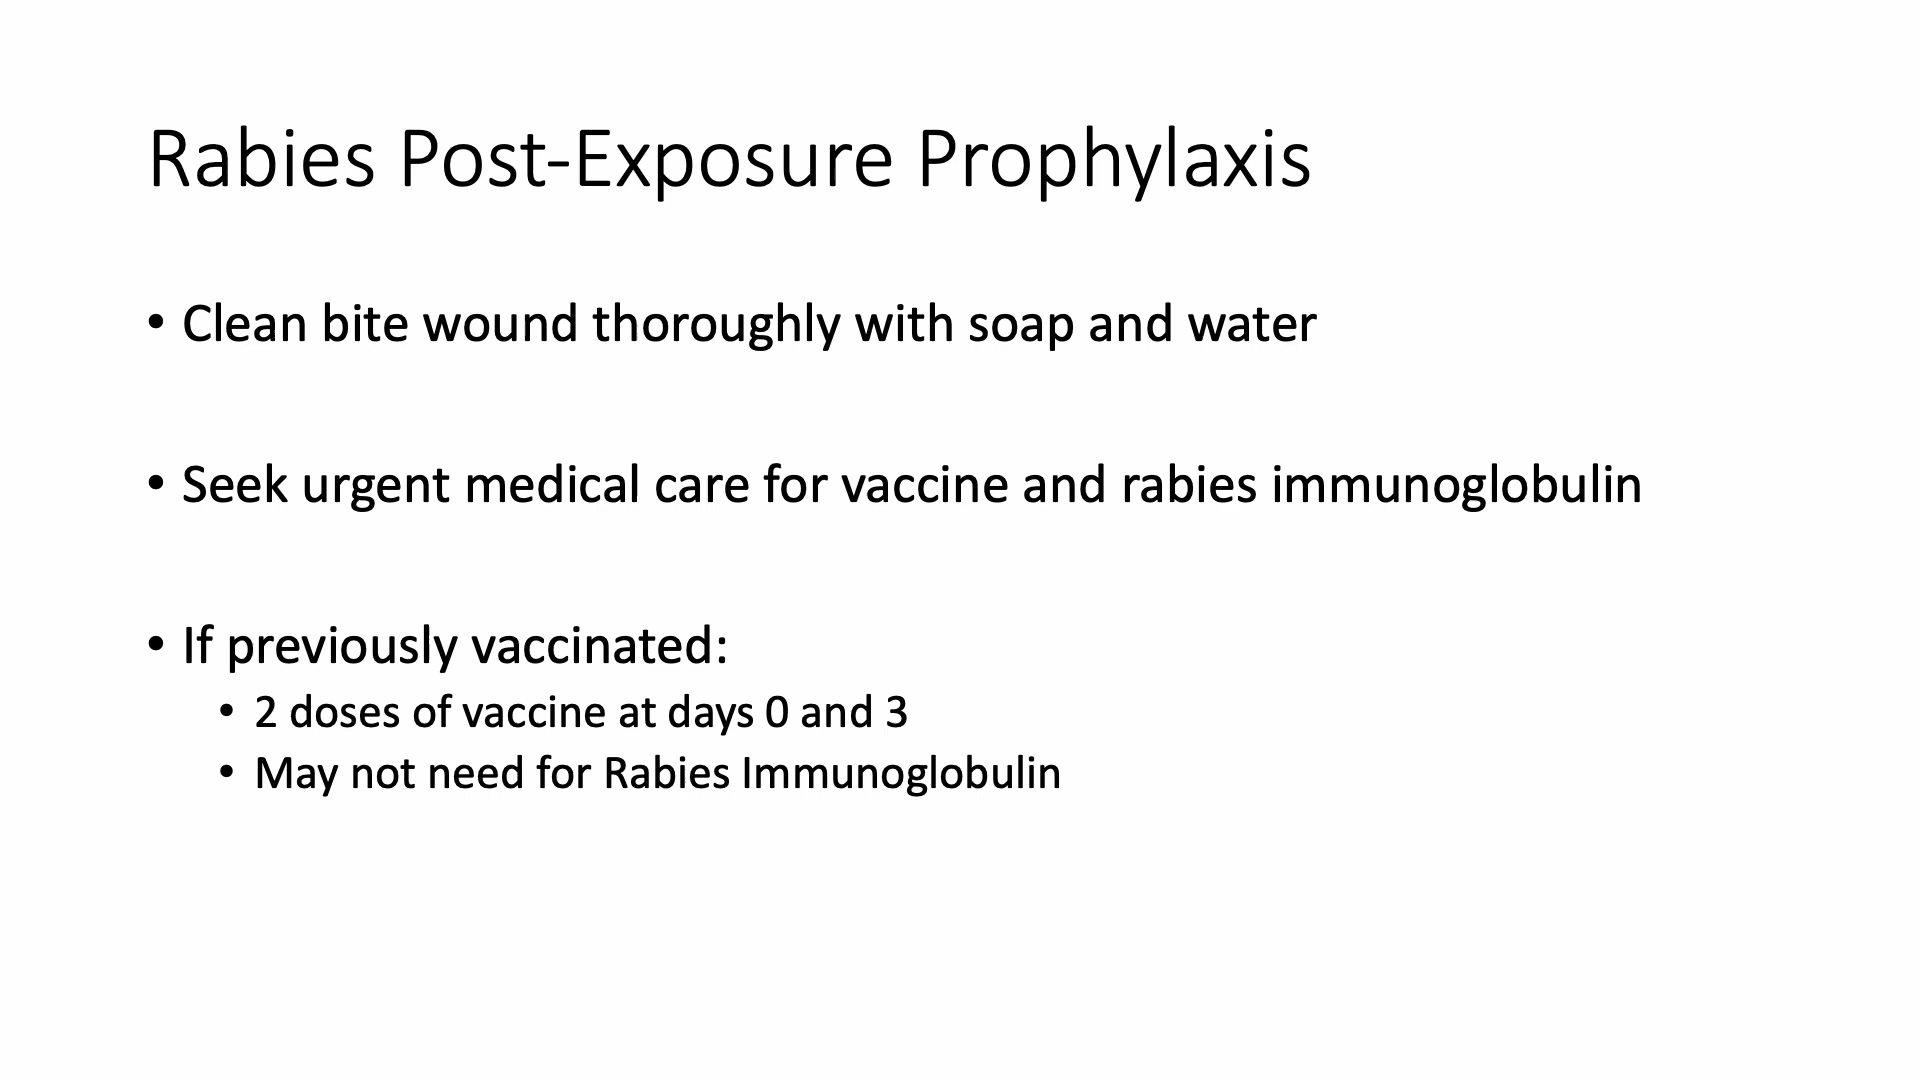 Rabies Post-Exposure Prophylaxis
• Clean bite wound thoroughly with soap and water
• Seek urgent medical care for vaccine and rabies immunoglobulin
• If previously vaccinated:
• 2 doses of vaccine at days 0 and 3
• May not need for Rabies Immunoglobulin